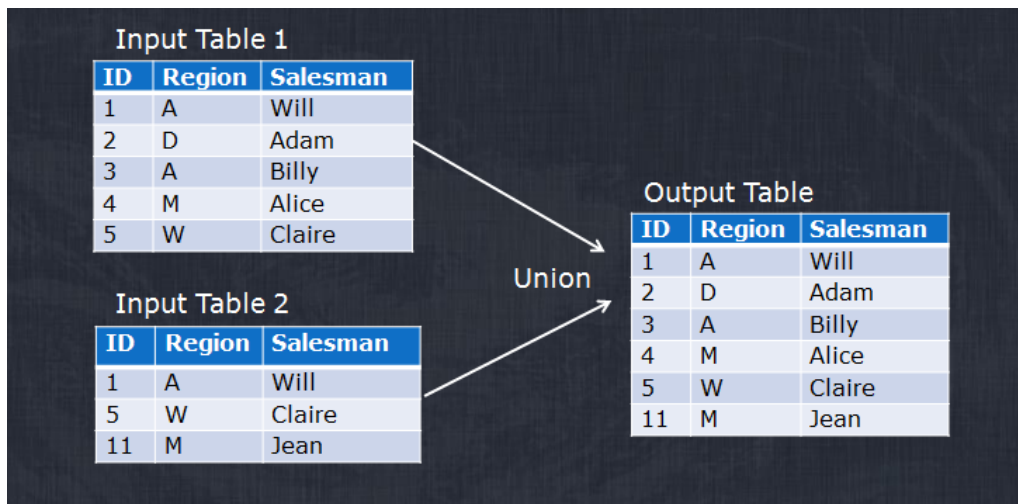 Input Table 1
ID Region Salesman
1 A Will
2 D Adam
3 A Billy
4 M Alice
5 W Claire
Input Table 2
ID Region Salesman
1 A Will
5 W Claire
11 M Jean
Union
Output Table
ID Region Salesman
1 A Will
2 D Adam
3 A Billy
4 M Alice
5 W Claire
11 M Jean